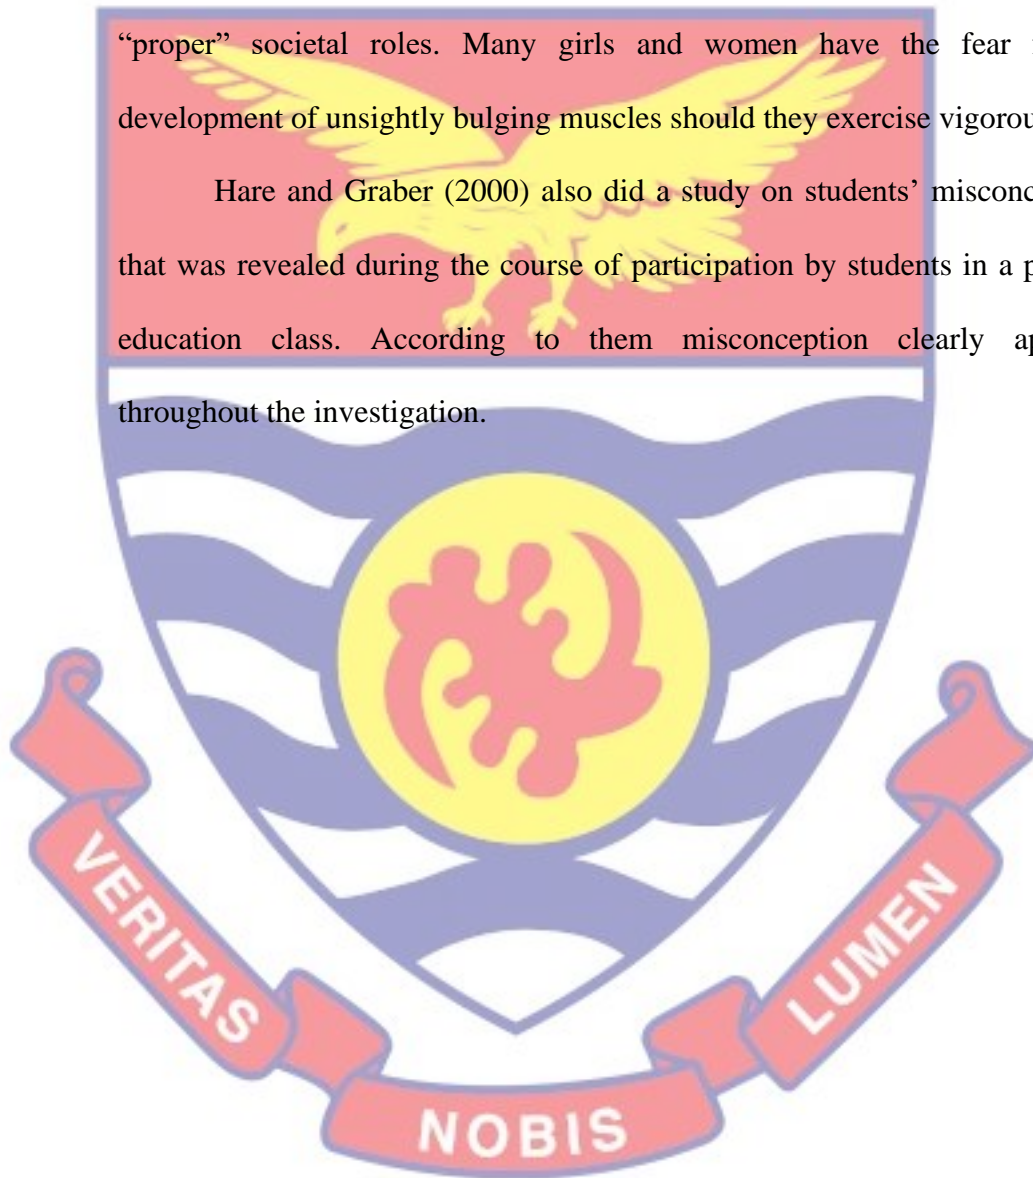 “proper” societal roles. Many girls and women have the fear
development of unsightly bulging muscles should they exercise
Hare and Graber (2000) also did a study on students’
that was revealed during the course of participation by students in a
education class. According to them misconception clearly
throughout the investigation.
VERITAS
NOBIS
LUMEN